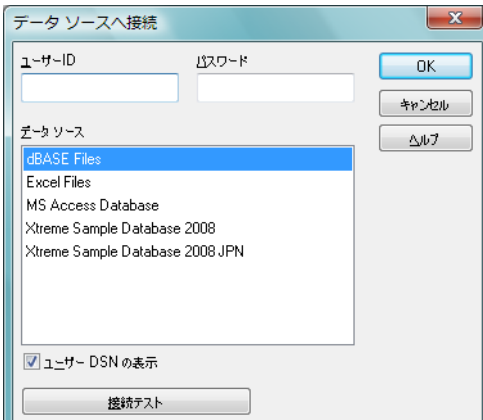 データ ソースへ接続
ユーザーID パスワード
OK
キャンセル
ヘルプ
データ ソース
dBASE Files
Excel Files
MS Access Database
Xtreme Sample Database 2008
Xtreme Sample Database 2008 JPN
ユーザー DSN の表示
接続テスト